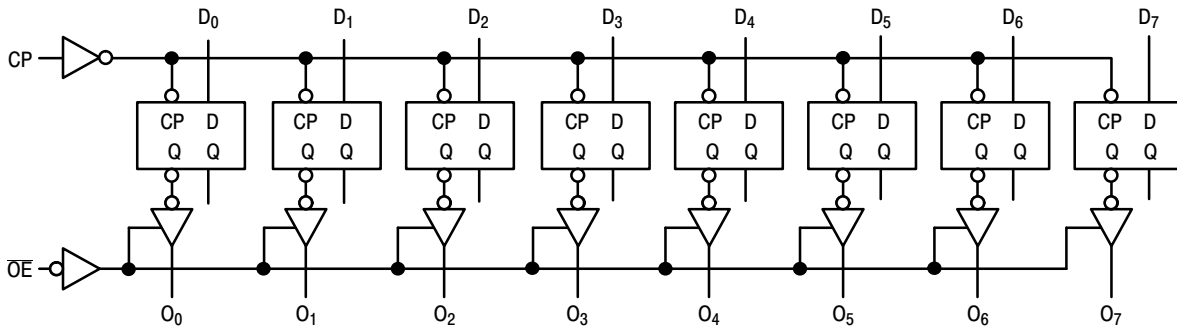 D₀ D₁ D₂ D₃ D₄ D₅ D₆ D₇
CP
CP D CP D CP D CP D CP D CP D CP D CP D
Q Q Q Q Q Q Q Q Q Q Q Q Q Q Q Q
O̅E̅
O₀ O₁ O₂ O₃ O₄ O₅ O₆ O₇